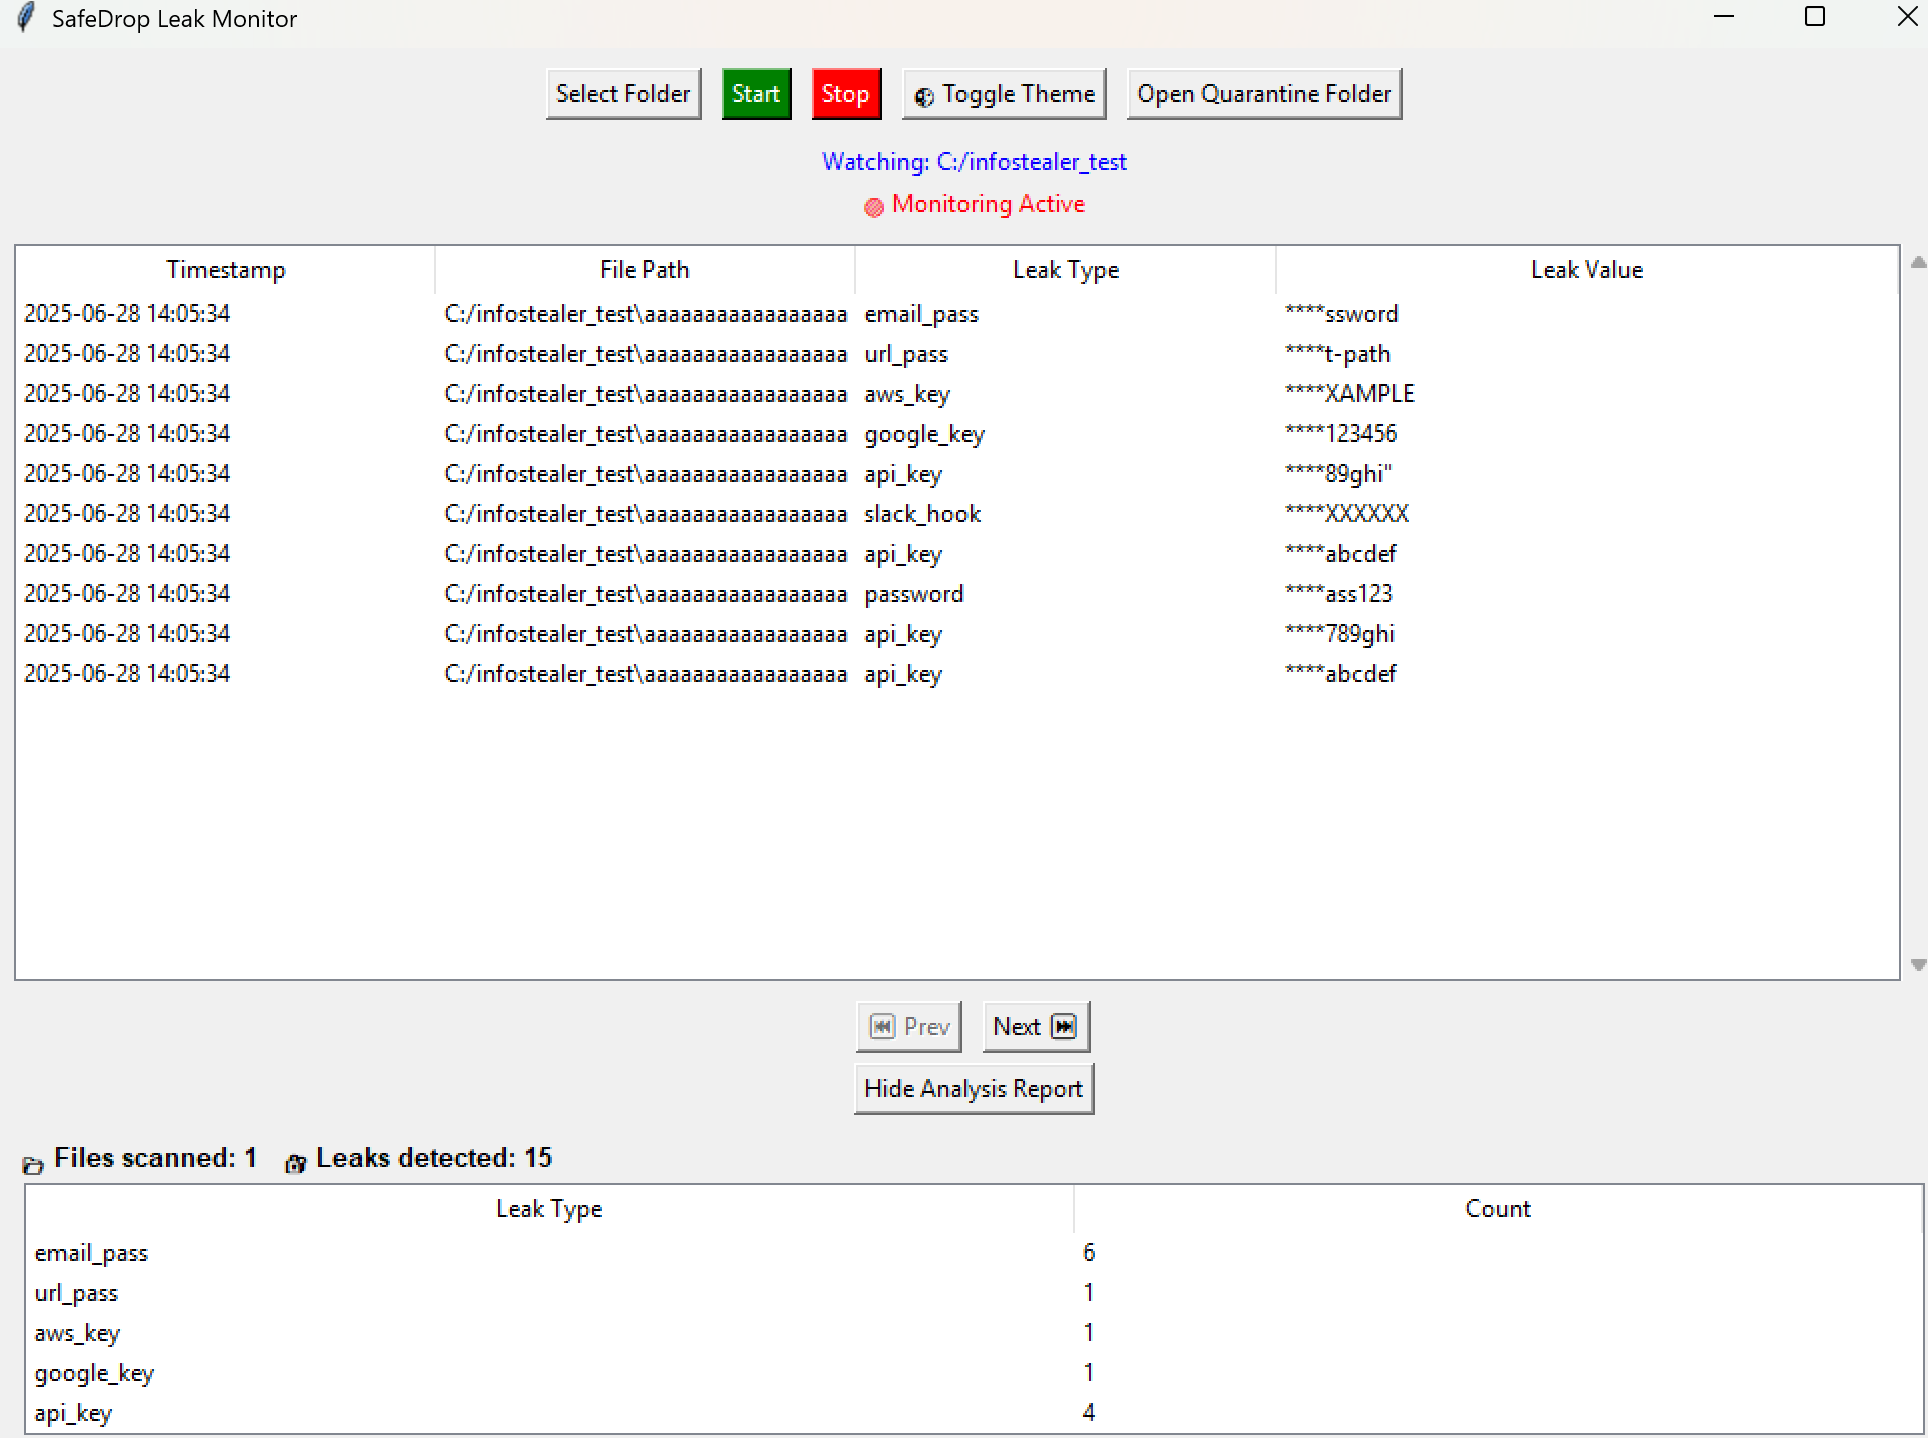 SafeDrop Leak Monitor
Select Folder Start Stop Toggle Theme Open Quarantine Folder
Watching: C:/infostealer_test
Monitoring Active
Timestamp File Path Leak Type Leak Value
2025-06-28 14:05:34 C:/infostealer_test\aaaaaaaaaaaaaaaaa email_pass ****ssword
2025-06-28 14:05:34 C:/infostealer_test\aaaaaaaaaaaaaaaaa url_pass ****t-path
2025-06-28 14:05:34 C:/infostealer_test\aaaaaaaaaaaaaaaaa aws_key ****XAMPLE
2025-06-28 14:05:34 C:/infostealer_test\aaaaaaaaaaaaaaaaa google_key ****123456
2025-06-28 14:05:34 C:/infostealer_test\aaaaaaaaaaaaaaaaa api_key ****89ghi"
2025-06-28 14:05:34 C:/infostealer_test\aaaaaaaaaaaaaaaaa slack_hook ****XXXXXX
2025-06-28 14:05:34 C:/infostealer_test\aaaaaaaaaaaaaaaaa api_key ****abcdef
2025-06-28 14:05:34 C:/infostealer_test\aaaaaaaaaaaaaaaaa password ****ass123
2025-06-28 14:05:34 C:/infostealer_test\aaaaaaaaaaaaaaaaa api_key ****789ghi
2025-06-28 14:05:34 C:/infostealer_test\aaaaaaaaaaaaaaaaa api_key ****abcdef
Prev Next
Hide Analysis Report
Files scanned: 1 Leaks detected: 15
Leak Type Count
email_pass 6
url_pass 1
aws_key 1
google_key 1
api_key 4